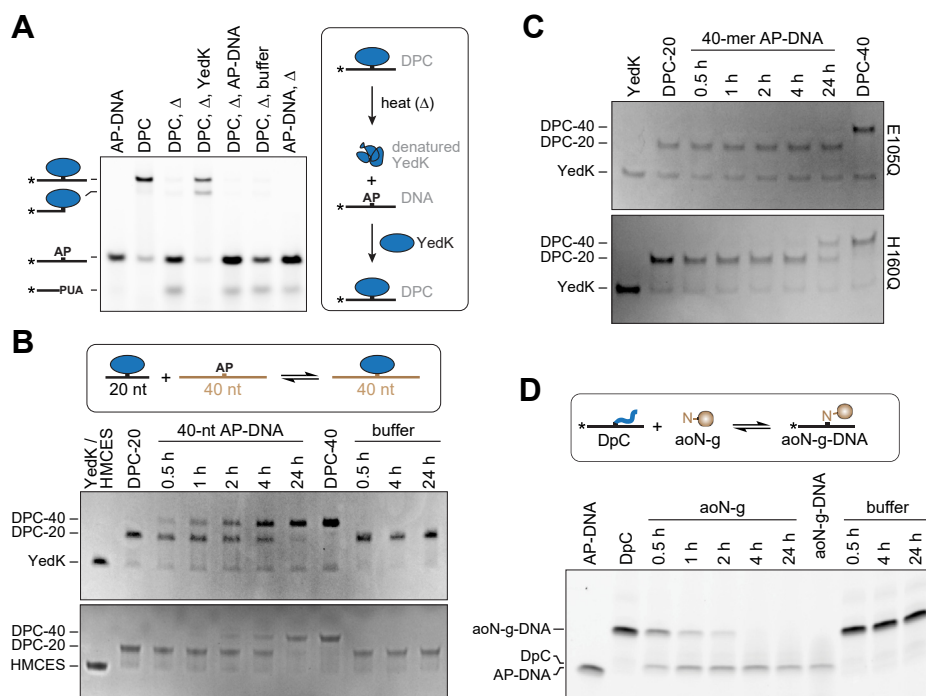 A
AP-DNA
DPC
DPC, Δ
DPC, Δ, YedK
DPC, Δ, AP-DNA
DPC, Δ, buffer
AP-DNA, Δ
*
*
AP
*
* PUA
* DPC
heat (Δ)
denatured
YedK
+
AP
* DNA
YedK
* DPC
B
AP
+
20 nt
40 nt
40 nt
YedK /
HMCES
DPC-20
40-nt AP-DNA
0.5 h
1 h
2 h
4 h
24 h
DPC-40
buffer
0.5 h
4 h
24 h
DPC-40
DPC-20
YedK
DPC-40
DPC-20
HMCES
C
YedK
DPC-20
40-mer AP-DNA
0.5 h
1 h
2 h
4 h
24 h
DPC-40
DPC-40
DPC-20
YedK
E105Q
DPC-40
DPC-20
YedK
H160Q
D
* DpC
+
N
aoN-g
N
* aoN-g-DNA
AP-DNA
DpC
aoN-g
0.5 h
1 h
2 h
4 h
24 h
aoN-g-DNA
buffer
0.5 h
4 h
24 h
aoN-g-DNA
DpC
AP-DNA